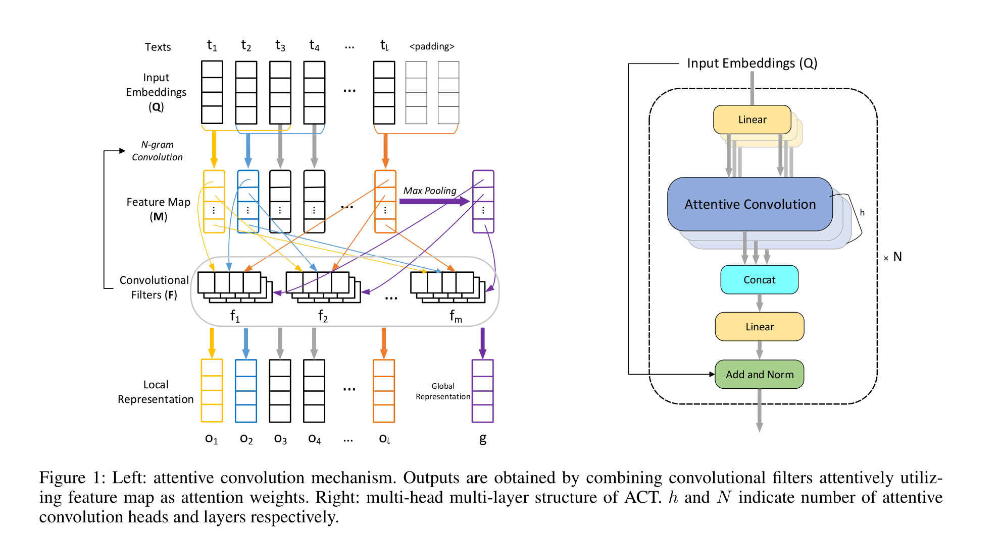 Texts t1 t2 t3 t4 ... tl <padding>
Input
Embeddings
(Q)
...
N-gram
Convolution
Feature Map
(M)
...
Max Pooling
Convolutional
Filters (F)
...
f1 f2 fm
Local
Representation
...
Global
Representation
o1 o2 o3 o4 ... ol g
Input Embeddings (Q)
Linear
Attentive Convolution
h
Concat
Linear
Add and Norm
× N
Figure 1: Left: attentive convolution mechanism. Outputs are obtained by combining convolutional filters attentively utiliz-
ing feature map as attention weights. Right: multi-head multi-layer structure of ACT. h and N indicate number of attentive
convolution heads and layers respectively.